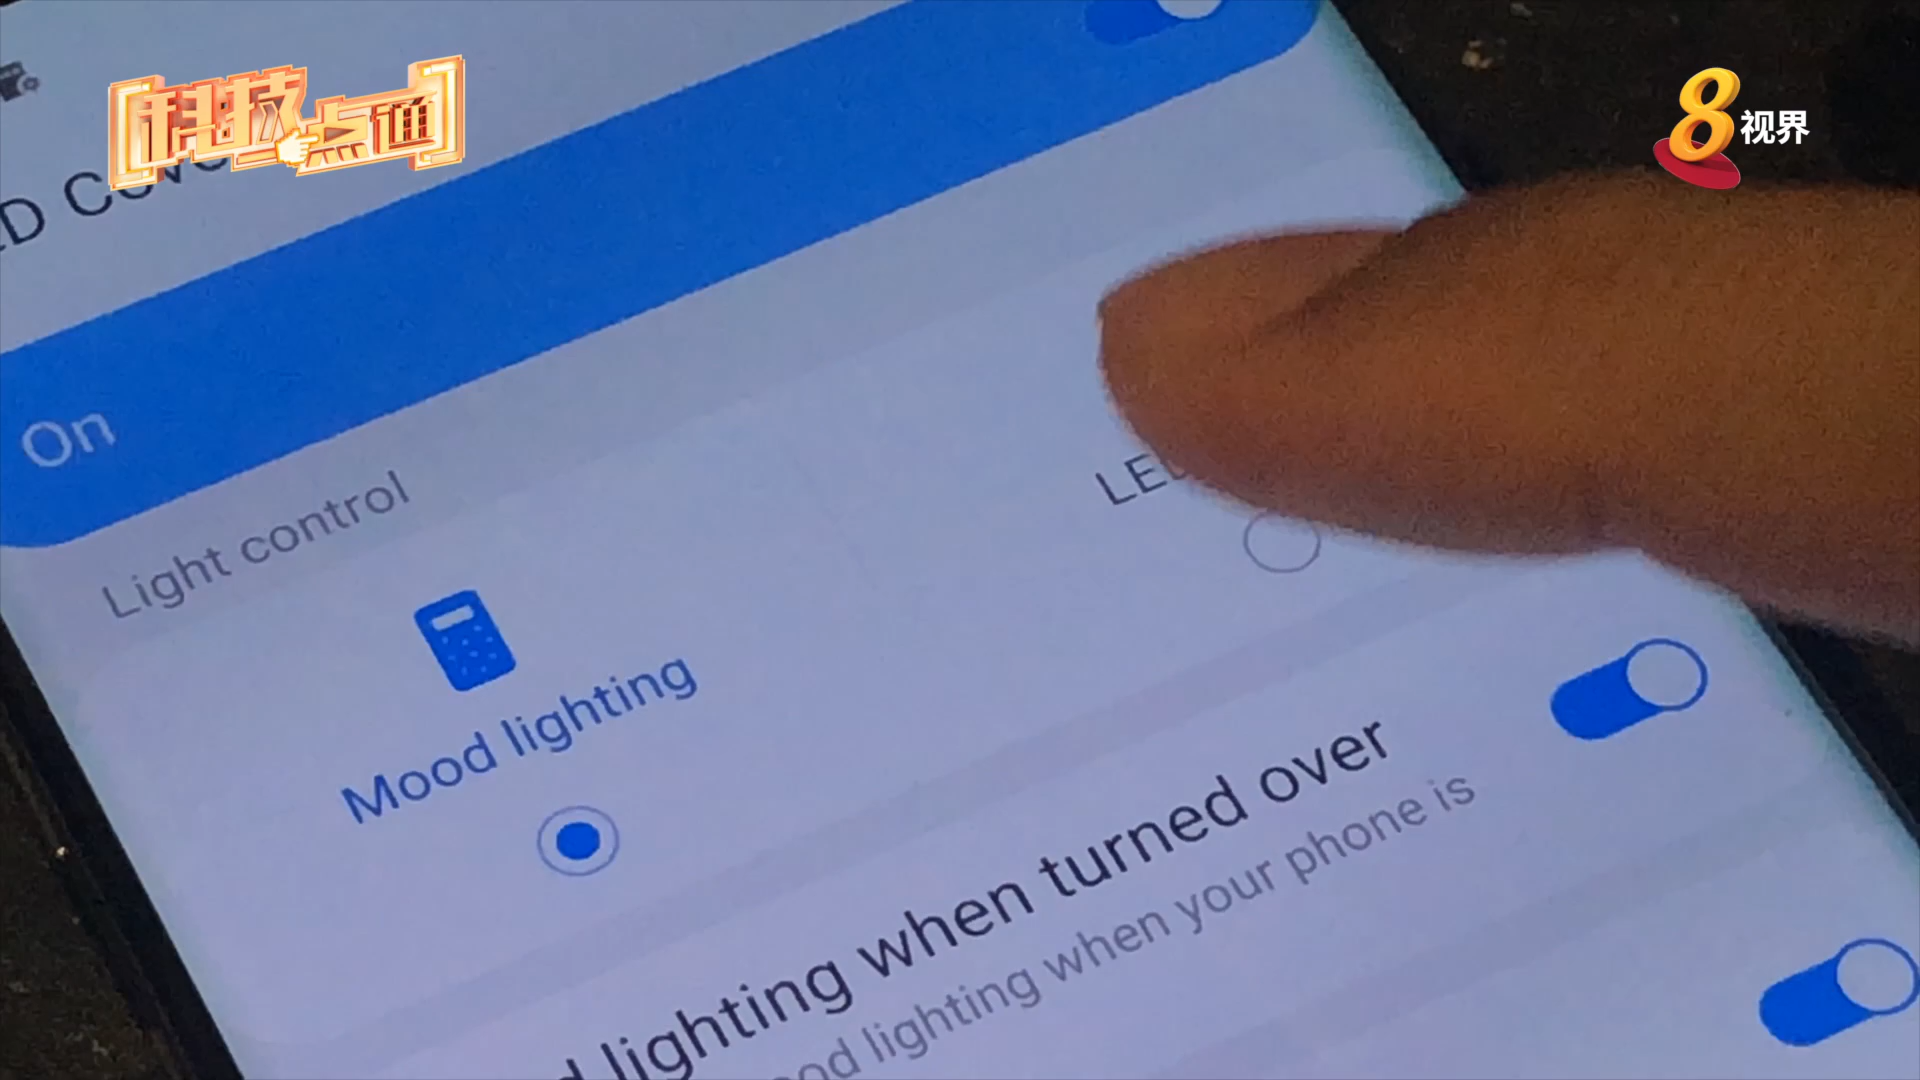 科技点通
8视界
On
Light control
Mood lighting
lighting when turned over
lighting when your phone is